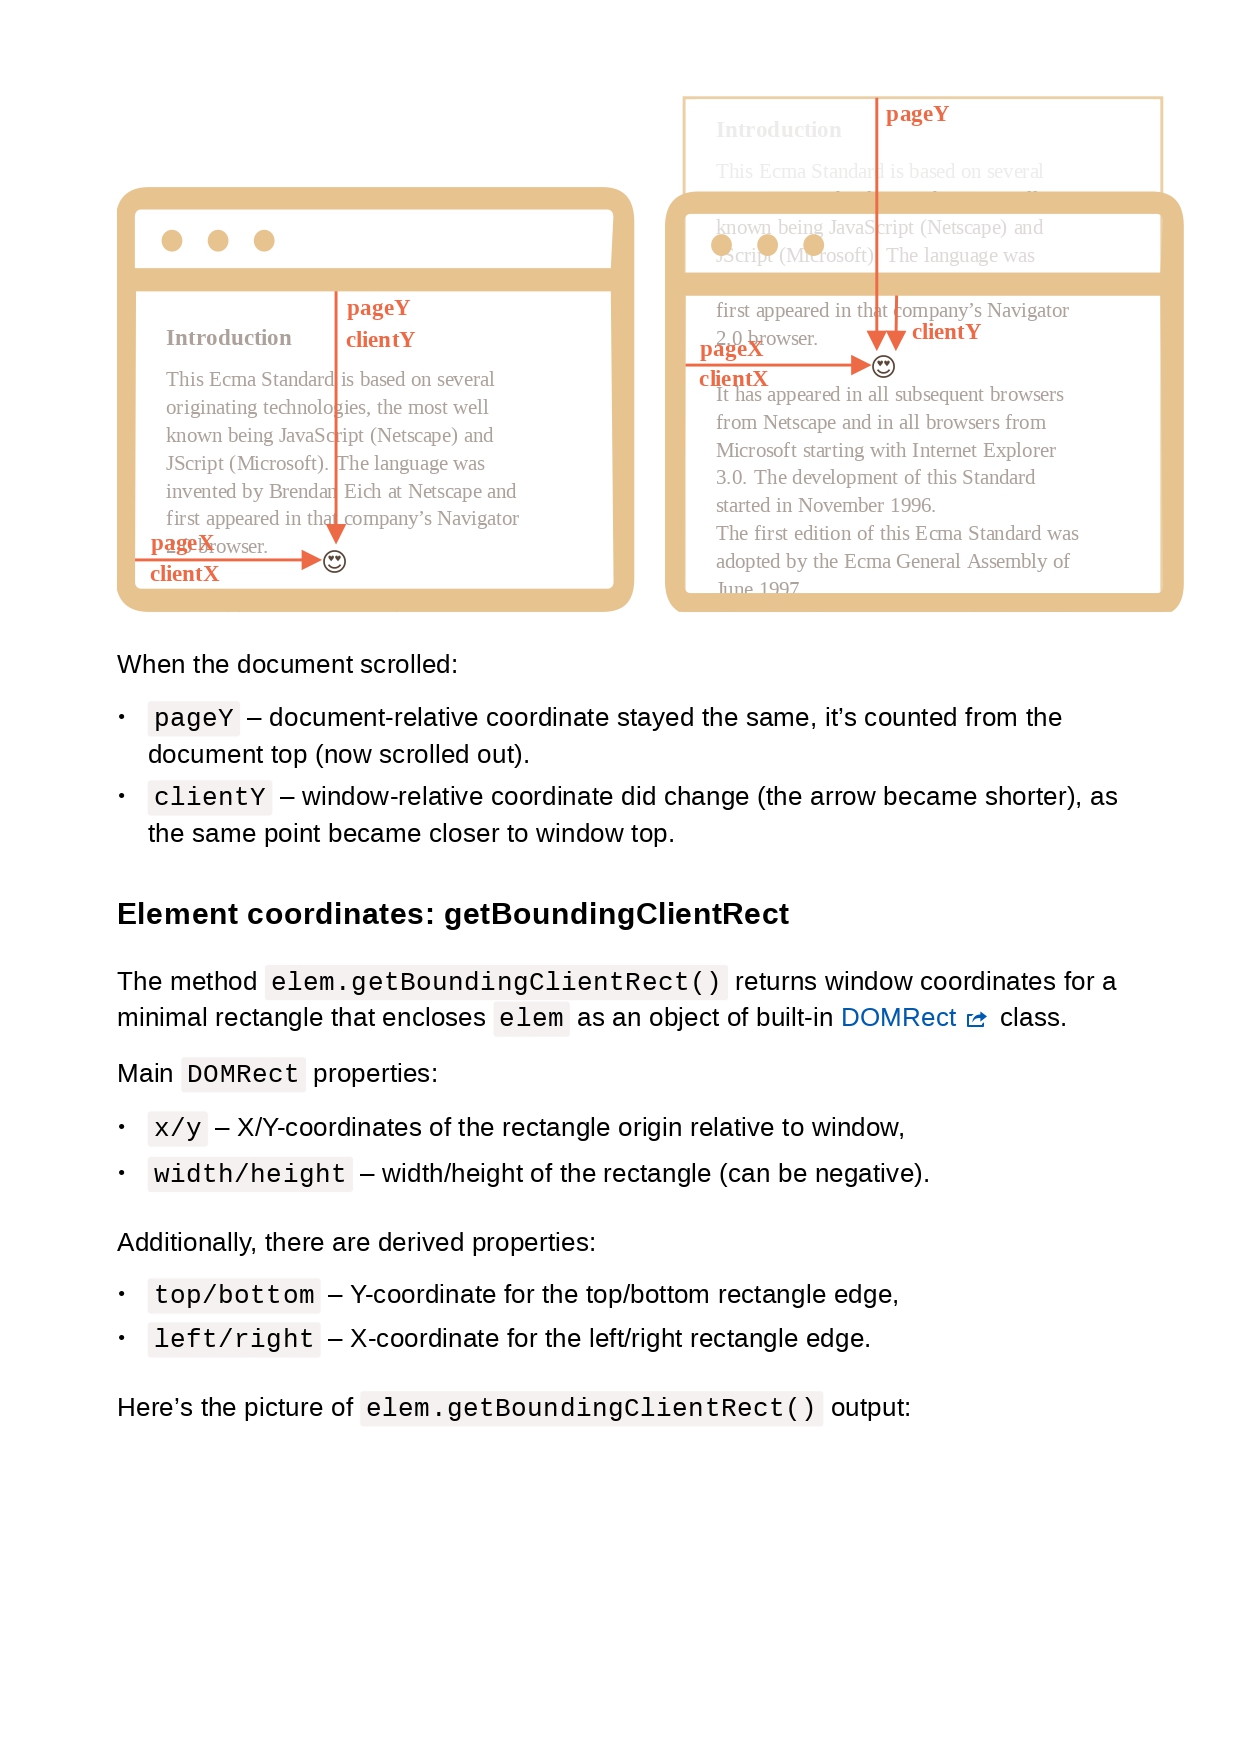 pageY
clientY
Introduction
This Ecma Standard is based on several
originating technologies, the most well
known being JavaScript (Netscape) and
JScript (Microsoft). The language was
invented by Brendan Eich at Netscape and
first appeared in that company’s Navigator
2.0 browser.
pageX
clientX
pageY
Introduction
This Ecma Standard is based on several
known being JavaScript (Netscape) and
JScript (Microsoft). The language was
first appeared in that company’s Navigator
2.0 browser.
clientY
pageX
clientX
It has appeared in all subsequent browsers
from Netscape and in all browsers from
Microsoft starting with Internet Explorer
3.0. The development of this Standard
started in November 1996.
The first edition of this Ecma Standard was
adopted by the Ecma General Assembly of
June 1997
When the document scrolled:
• pageY – document-relative coordinate stayed the same, it’s counted from the
document top (now scrolled out).
• clientY – window-relative coordinate did change (the arrow became shorter), as
the same point became closer to window top.
Element coordinates: getBoundingClientRect
The method elem.getBoundingClientRect() returns window coordinates for a
minimal rectangle that encloses elem as an object of built-in DOMRect class.
Main DOMRect properties:
• x/y – X/Y-coordinates of the rectangle origin relative to window,
• width/height – width/height of the rectangle (can be negative).
Additionally, there are derived properties:
• top/bottom – Y-coordinate for the top/bottom rectangle edge,
• left/right – X-coordinate for the left/right rectangle edge.
Here’s the picture of elem.getBoundingClientRect() output: